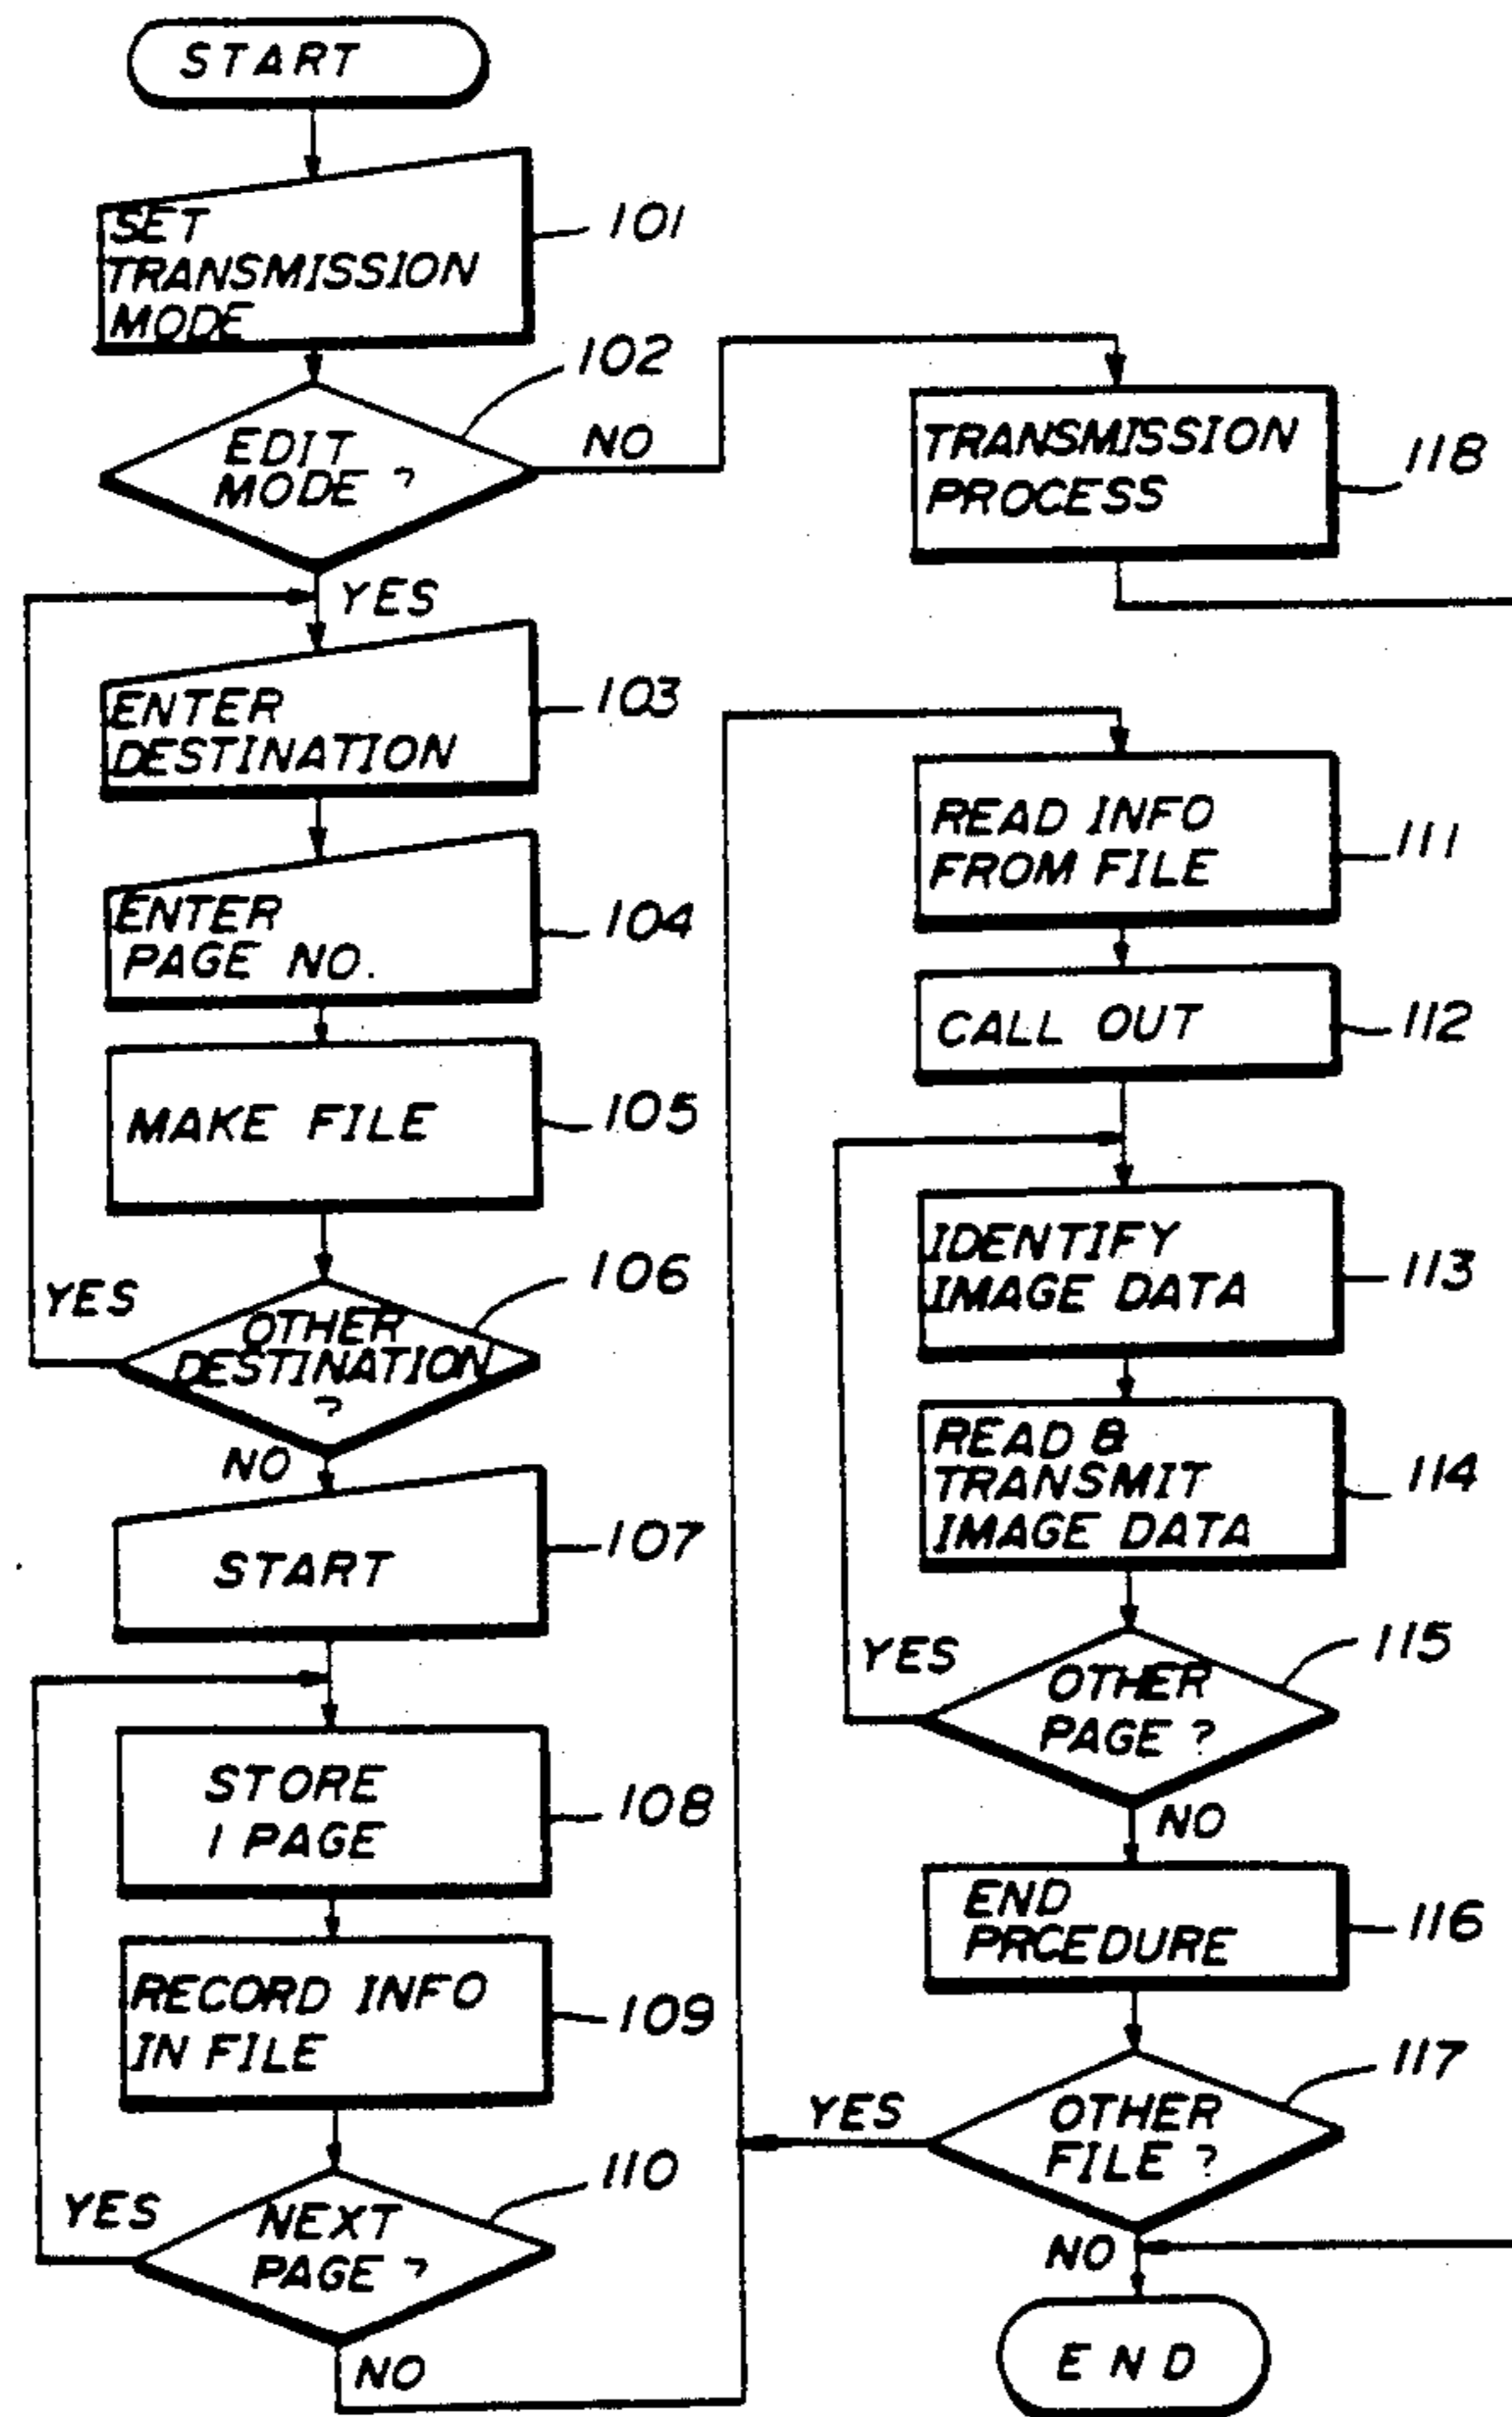 START
SET
TRANSMISSION
MODE
101
102
EDIT
MODE ?
NO
YES
ENTER
DESTINATION
103
ENTER
PAGE NO.
104
MAKE FILE
105
106
YES
OTHER
DESTINATION
?
NO
START
107
STORE
1 PAGE
108
RECORD INFO
IN FILE
109
110
YES
NEXT
PAGE ?
NO
TRANSMISSION
PROCESS
118
READ INFO
FROM FILE
111
CALL OUT
112
IDENTIFY
IMAGE DATA
113
READ &
TRANSMIT
IMAGE DATA
114
115
YES
OTHER
PAGE ?
NO
END
PRCEDURE
116
117
YES
OTHER
FILE ?
NO
END